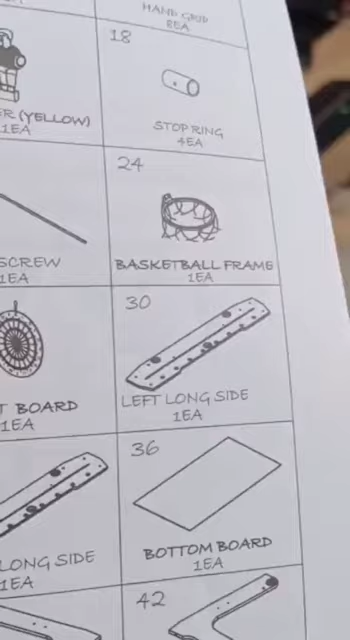 HAND GRIP
8EA
18
R (YELLOW)
1EA
STOP RING
4EA
24
SCREW
1EA
BASKETBALL FRAME
1EA
30
T BOARD
1EA
LEFT LONG SIDE
1EA
36
LONG SIDE
1EA
BOTTOM BOARD
1EA
42